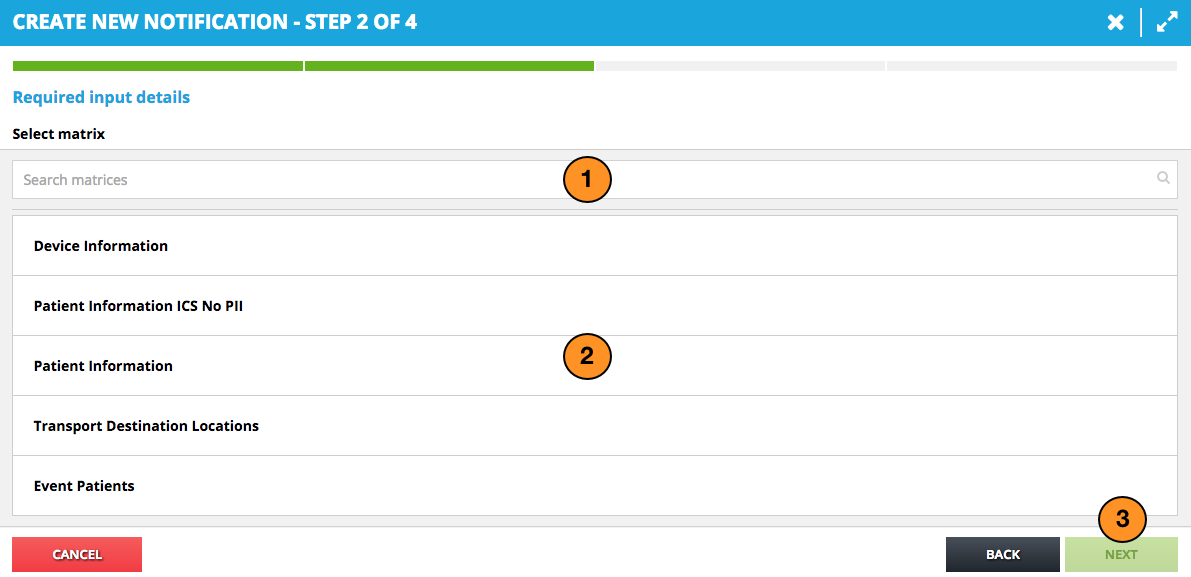 CREATE NEW NOTIFICATION - STEP 2 OF 4
Required input details
Select matrix
Search matrices 1
Device Information
Patient Information ICS No PII
2
Patient Information
Transport Destination Locations
Event Patients
3
CANCEL BACK NEXT